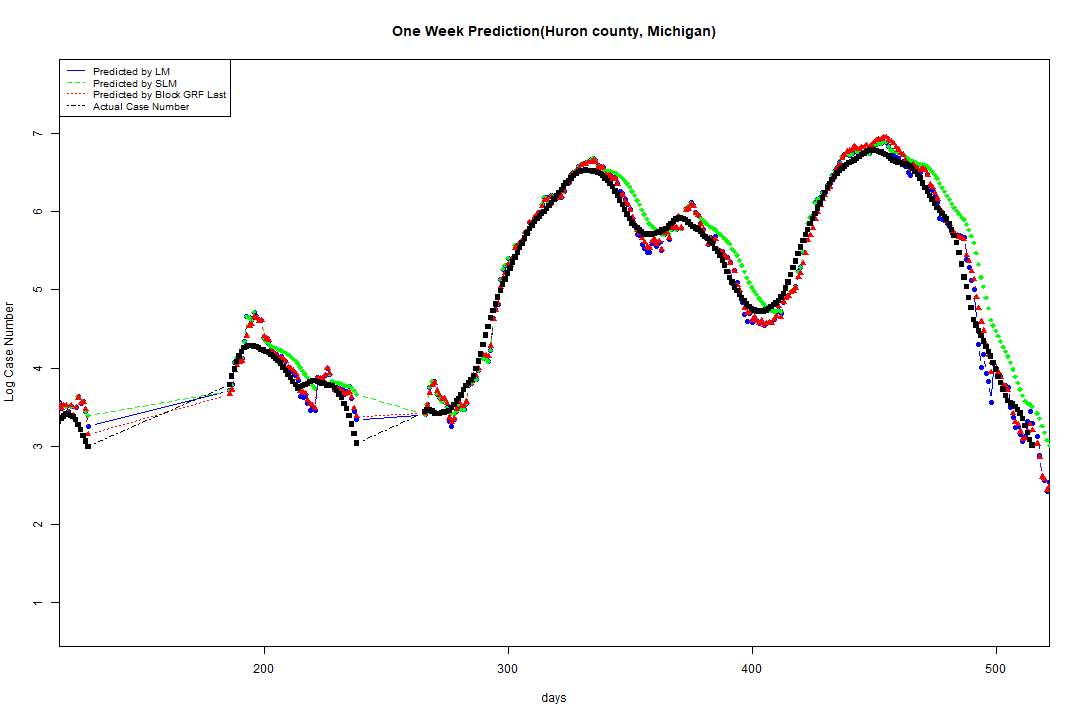 One Week Prediction(Huron county, Michigan)
Predicted by LM
Predicted by SLM
Predicted by Block GRF Last
Actual Case Number
7
6
5
4
3
2
1
Log Case Number
200
300
400
500
days